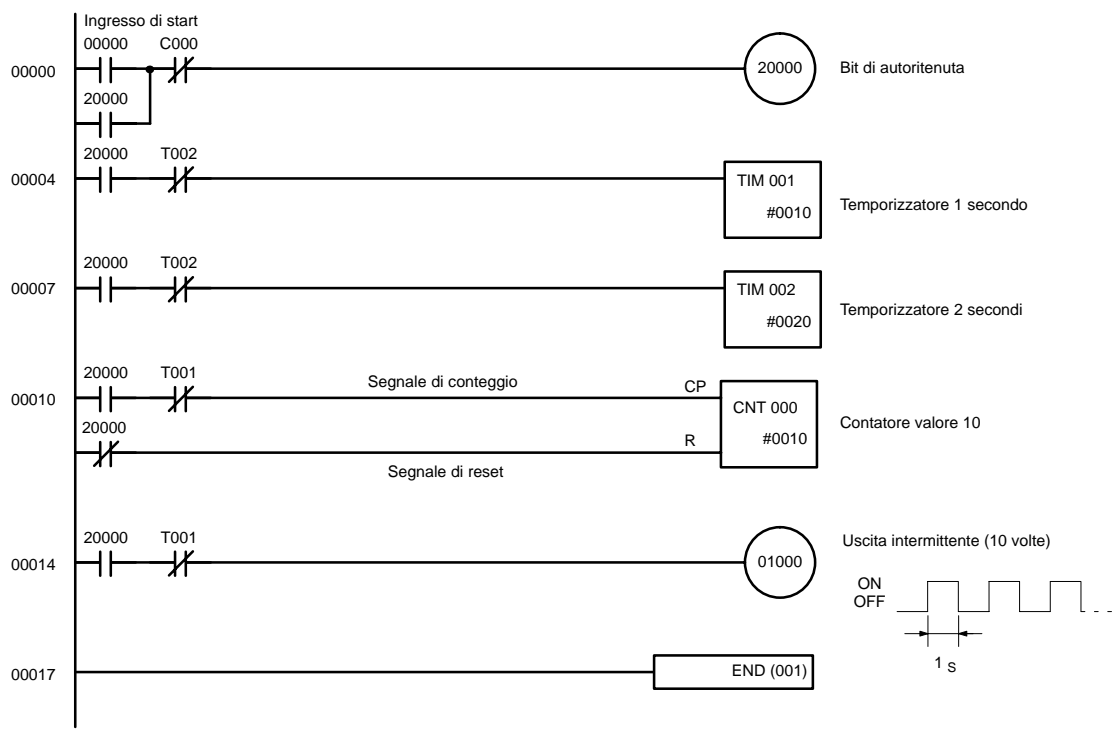 Ingresso di start
00000 C000
00000
20000
Bit di autoritenuta
20000
20000 T002
00004
TIM 001
#0010
Temporizzatore 1 secondo
20000 T002
00007
TIM 002
#0020
Temporizzatore 2 secondi
20000 T001
Segnale di conteggio
CP
00010
CNT 000
#0010
Contatore valore 10
20000
R
Segnale di reset
20000 T001
00014
01000
Uscita intermittente (10 volte)
ON
OFF
1 S
00017
END (001)